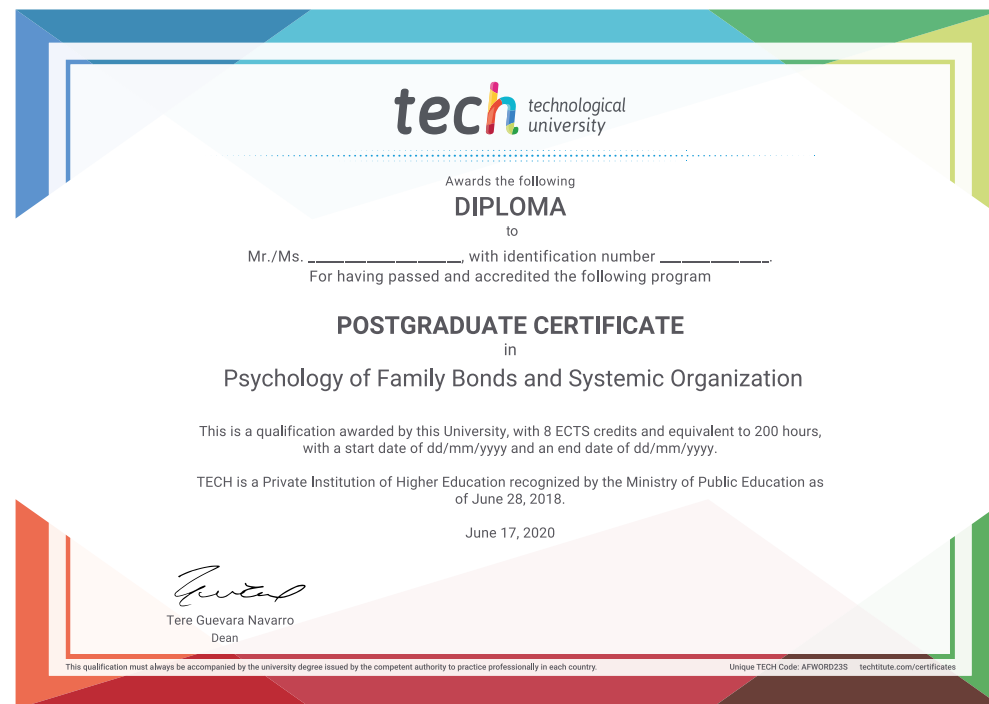 tech technological
university
Awards the following
DIPLOMA
to
Mr./Ms. ____________________, with identification number ______________.
For having passed and accredited the following program
POSTGRADUATE CERTIFICATE
in
Psychology of Family Bonds and Systemic Organization
This is a qualification awarded by this University, with 8 ECTS credits and equivalent to 200 hours,
with a start date of dd/mm/yyyy and an end date of dd/mm/yyyy.
TECH is a Private Institution of Higher Education recognized by the Ministry of Public Education as
of June 28, 2018.
June 17, 2020
Tere Guevara Navarro
Dean
This qualification must always be accompanied by the university degree issued by the competent authority to practice professionally in each country. Unique TECH Code: AFWORD23S techtitute.com/certificates